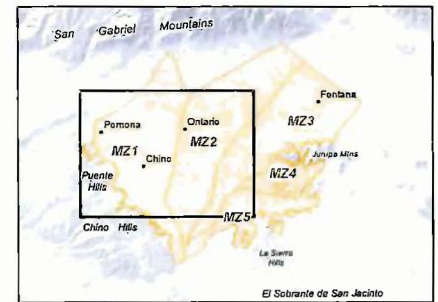 San Gabriel Mountains
Fontana
Pomona
Ontario
MZ3
MZ1
MZ2
Chino
Jurupa Mtns
Puente
Hills
MZ4
MZ5
Chino Hills
La Sierra
Hills
El Sobrante de San Jacinto